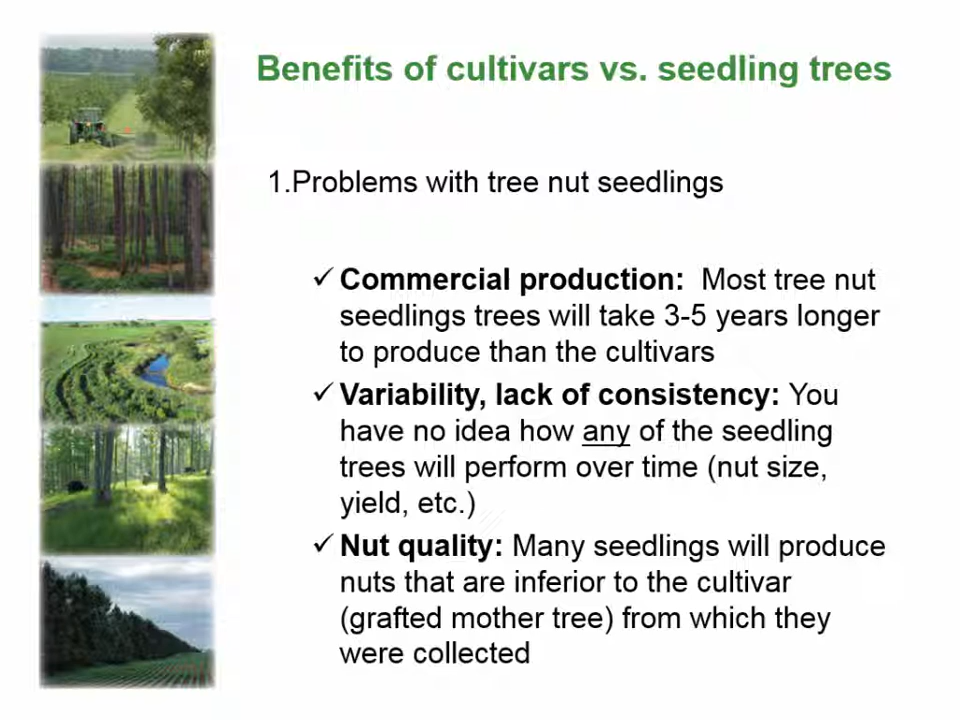 Benefits of cultivars vs. seedling trees
1.Problems with tree nut seedlings
✓ Commercial production: Most tree nut
seedlings trees will take 3-5 years longer
to produce than the cultivars
✓ Variability, lack of consistency: You
have no idea how any of the seedling
trees will perform over time (nut size,
yield, etc.)
✓ Nut quality: Many seedlings will produce
nuts that are inferior to the cultivar
(grafted mother tree) from which they
were collected